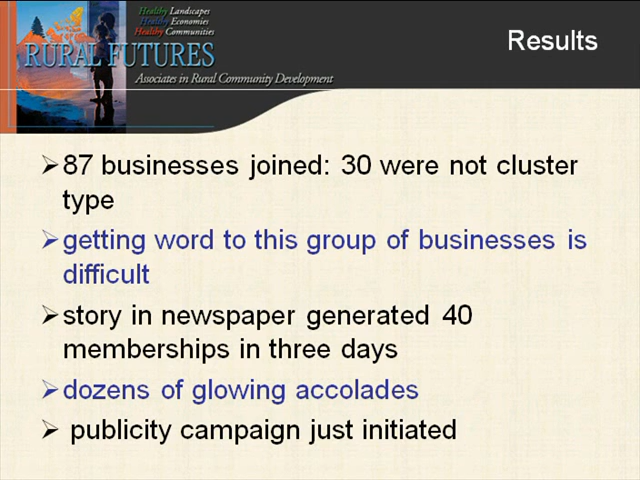 Healthy Landscapes
Healthy Economies
Healthy Communities
RURAL FUTURES
Associates in Rural Community Development
Results
87 businesses joined: 30 were not cluster
type
getting word to this group of businesses is
difficult
story in newspaper generated 40
memberships in three days
dozens of glowing accolades
publicity campaign just initiated